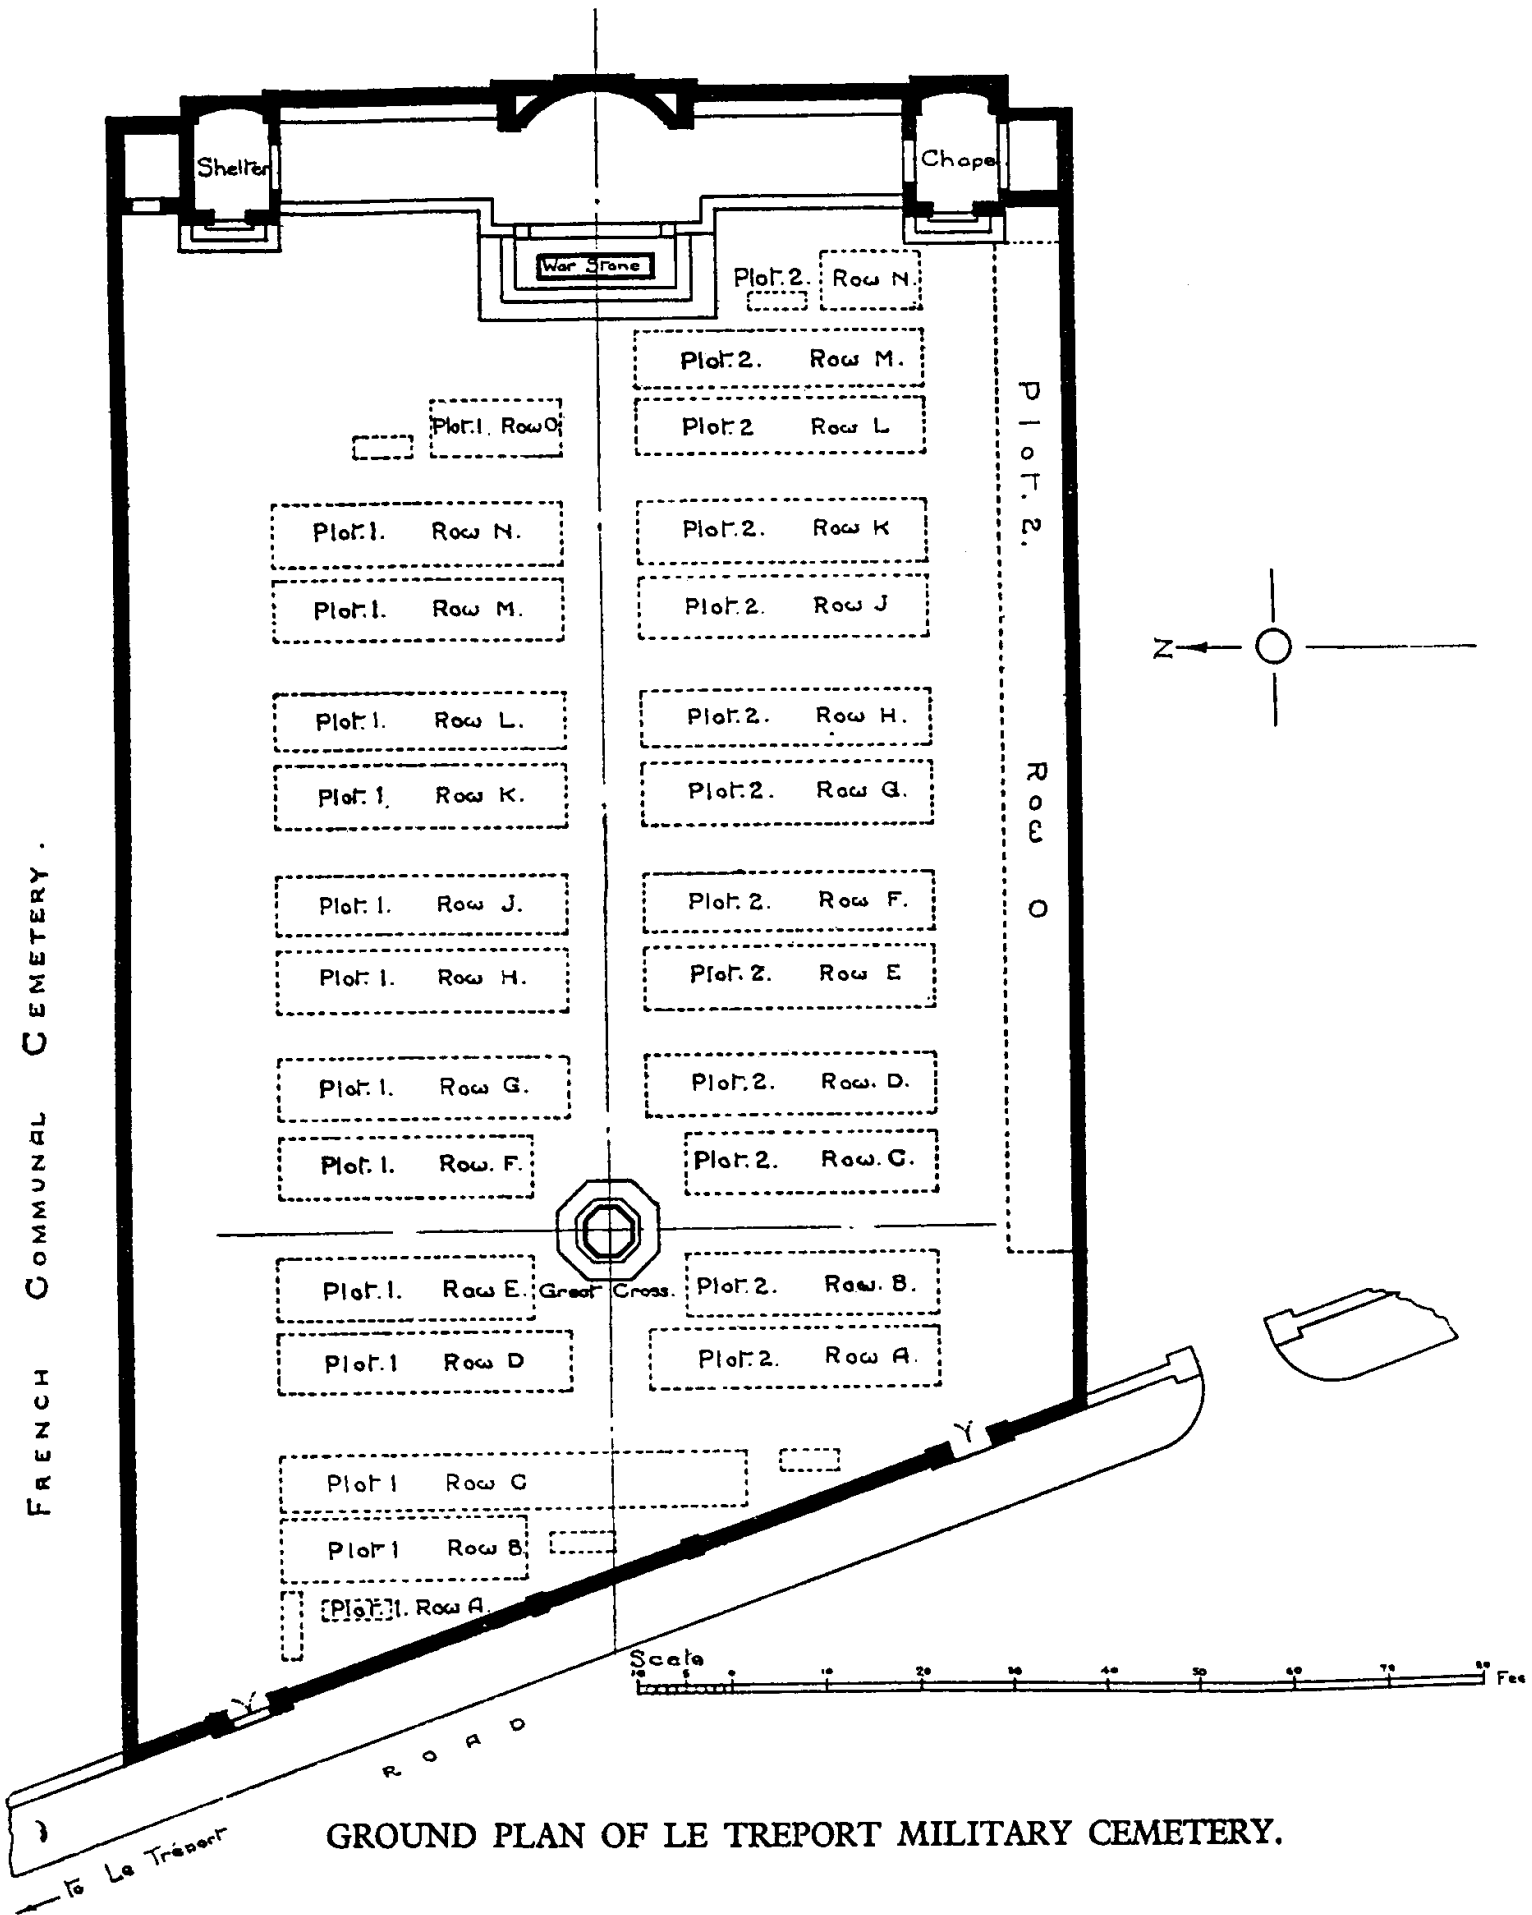 Shelter
Chape
War Stone
Plot. 2. Row N.
Plot. 2. Row M.
Plot. 1. Row O
Plot. 2 Row L
Plot. 2. Row O
Plot. 1. Row N.
Plot. 2. Row K
Plot. 1. Row M.
Plot. 2. Row J
N
Plot. 1. Row L.
Plot. 2. Row H.
Plot. 1. Row K.
Plot. 2. Row G.
Plot. 1. Row J.
Plot. 2. Row F.
Plot. 1. Row H.
Plot. 2. Row E
Plot. 1. Row G.
Plot. 2. Row. D.
Plot. 1. Row. F.
Plot. 2. Row. C.
FRENCH COMMUNAL CEMETERY.
Plot. 1. Row E.
Great Cross.
Plot. 2. Row. B.
Plot. 1 Row D
Plot. 2. Row A.
Plot 1 Row C
Plot 1 Row B
Plot. 1. Row A.
Y
Y
Scale
10 5 0 10 20 30 40 50 60 70 80 Fee
ROAD
to Le Tréport
GROUND PLAN OF LE TREPORT MILITARY CEMETERY.